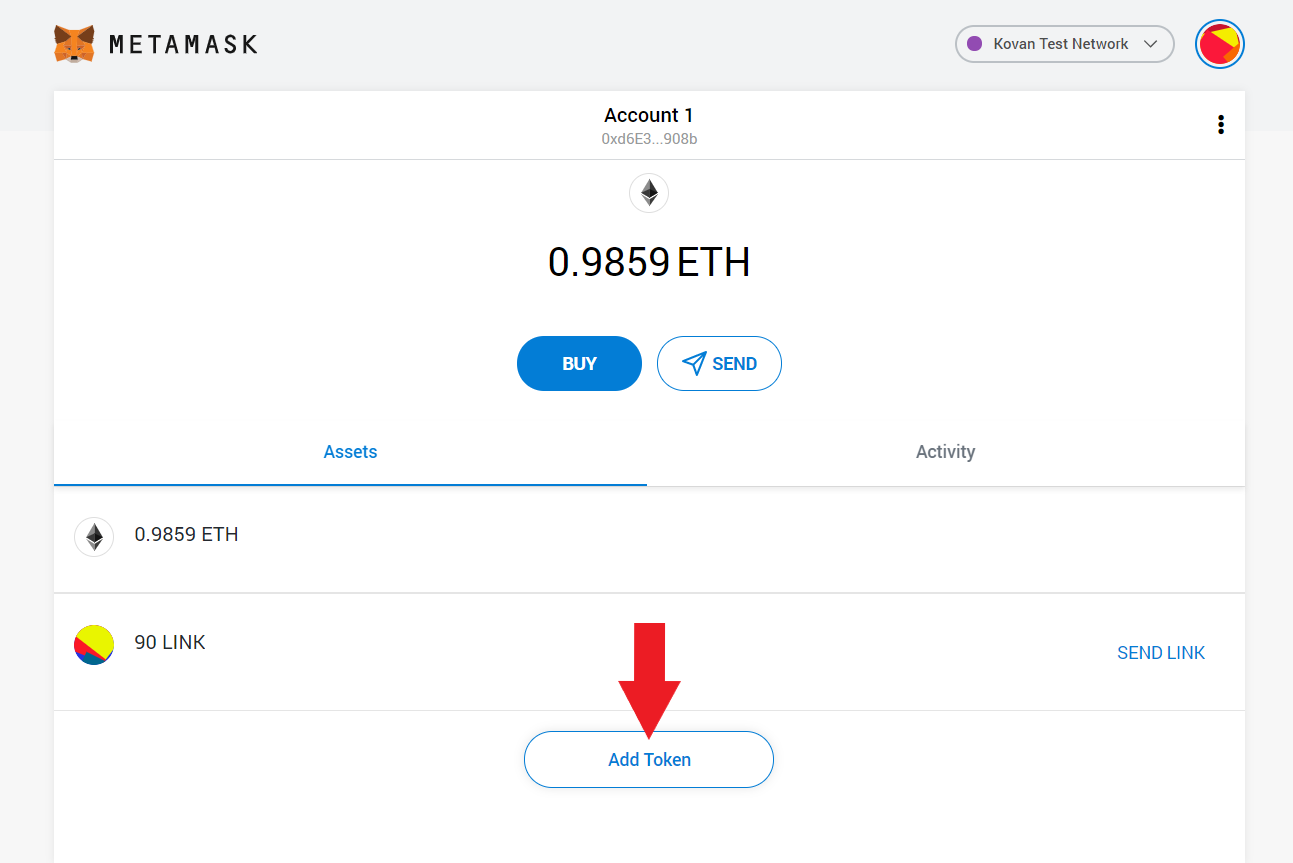 METAMASK
Kovan Test Network
Account 1
0xd6E3...908b
0.9859 ETH
BUY
SEND
Assets
Activity
0.9859 ETH
90 LINK
SEND LINK
Add Token